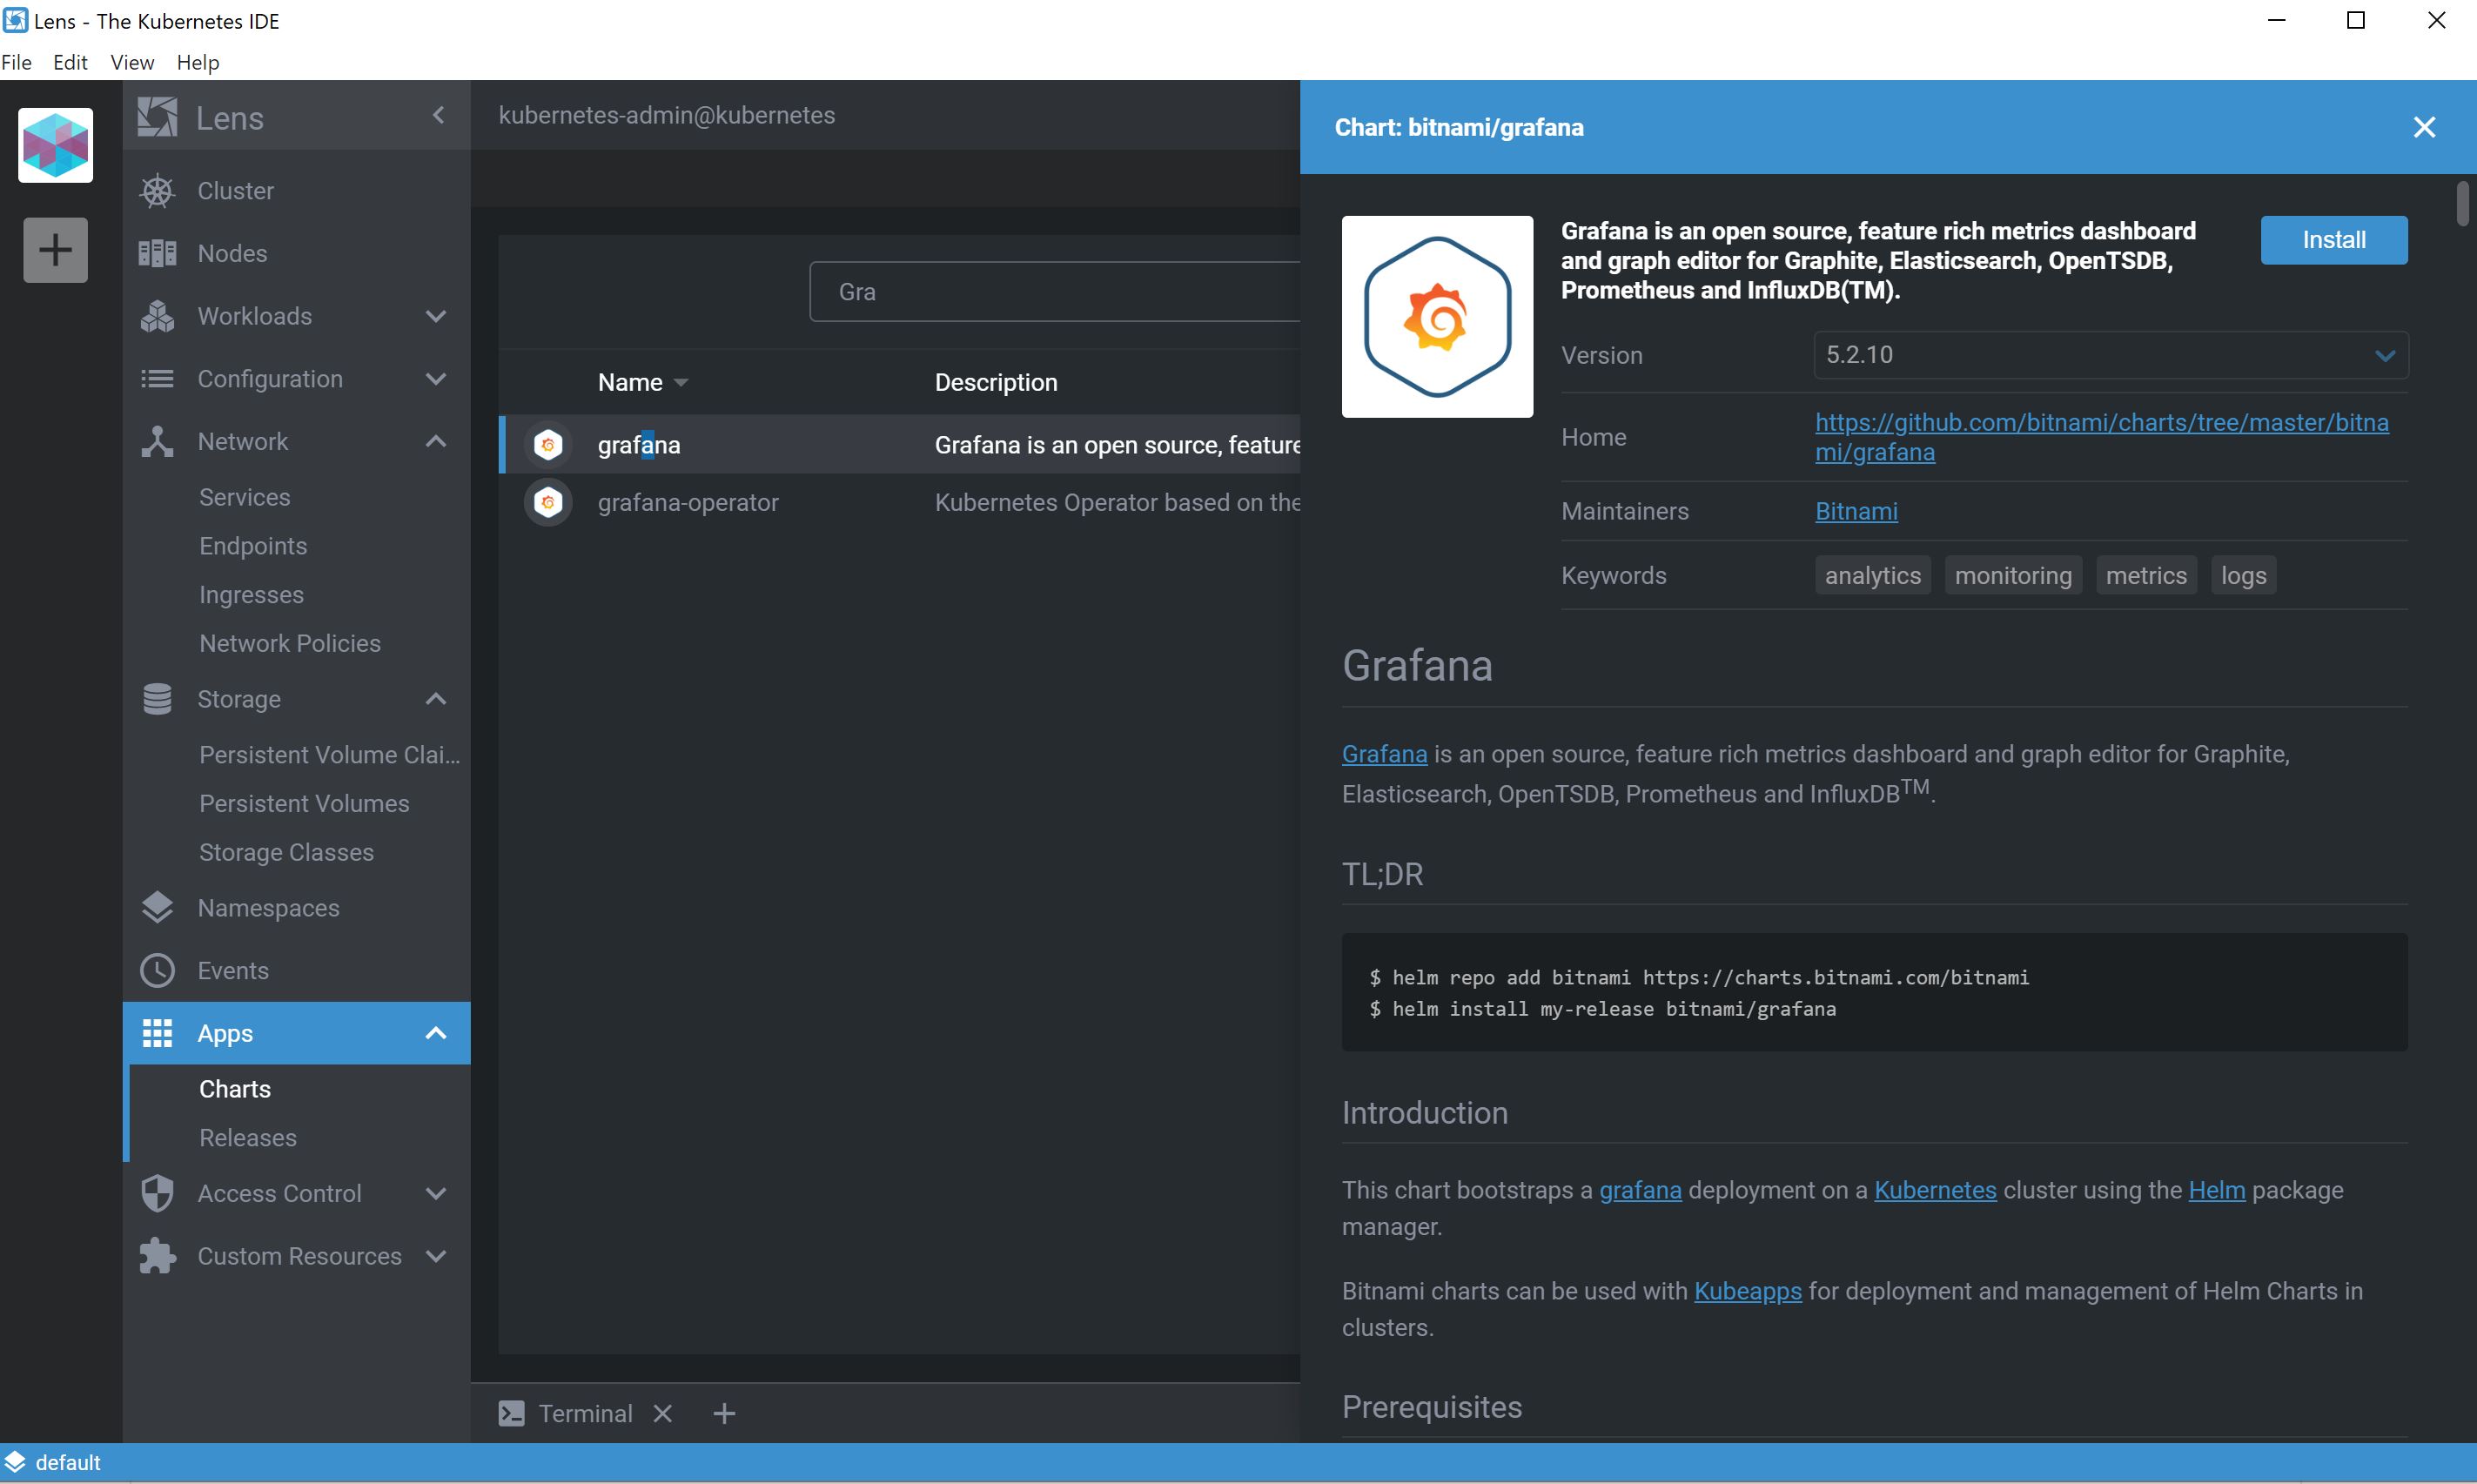 Lens - The Kubernetes IDE
File Edit View Help
Lens
Cluster
Nodes
Workloads
Configuration
Network
Services
Endpoints
Ingresses
Network Policies
Storage
Persistent Volume Clai...
Persistent Volumes
Storage Classes
Namespaces
Events
Apps
Charts
Releases
Access Control
Custom Resources
kubernetes-admin@kubernetes
Gra
Name Description
grafana Grafana is an open source, feature
grafana-operator Kubernetes Operator based on the
Terminal
Chart: bitnami/grafana
Grafana is an open source, feature rich metrics dashboard
and graph editor for Graphite, Elasticsearch, OpenTSDB,
Prometheus and InfluxDB(TM).
Install
Version 5.2.10
Home https://github.com/bitnami/charts/tree/master/bitna
mi/grafana
Maintainers Bitnami
Keywords analytics monitoring metrics logs
Grafana
Grafana is an open source, feature rich metrics dashboard and graph editor for Graphite,
Elasticsearch, OpenTSDB, Prometheus and InfluxDBTM.
TL;DR
$ helm repo add bitnami https://charts.bitnami.com/bitnami
$ helm install my-release bitnami/grafana
Introduction
This chart bootstraps a grafana deployment on a Kubernetes cluster using the Helm package
manager.
Bitnami charts can be used with Kubeapps for deployment and management of Helm Charts in
clusters.
Prerequisites
default